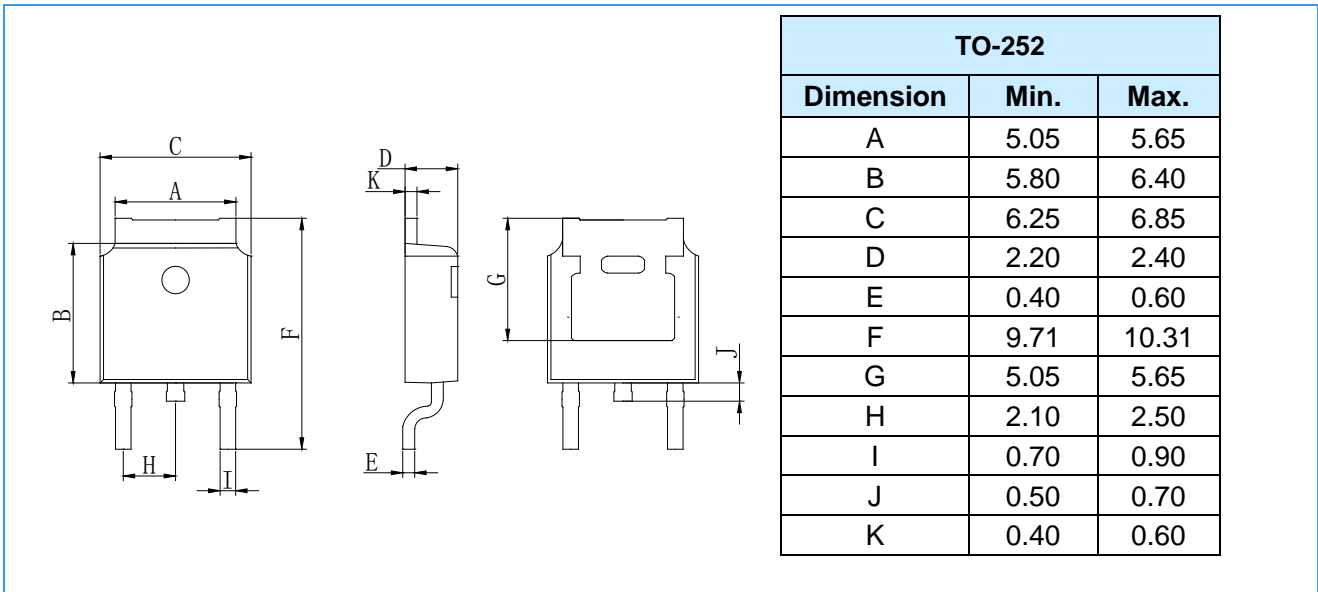 C
A
B
F
H
I
D
K
E
G
J
TO-252
Dimension Min. Max.
A 5.05 5.65
B 5.80 6.40
C 6.25 6.85
D 2.20 2.40
E 0.40 0.60
F 9.71 10.31
G 5.05 5.65
H 2.10 2.50
I 0.70 0.90
J 0.50 0.70
K 0.40 0.60